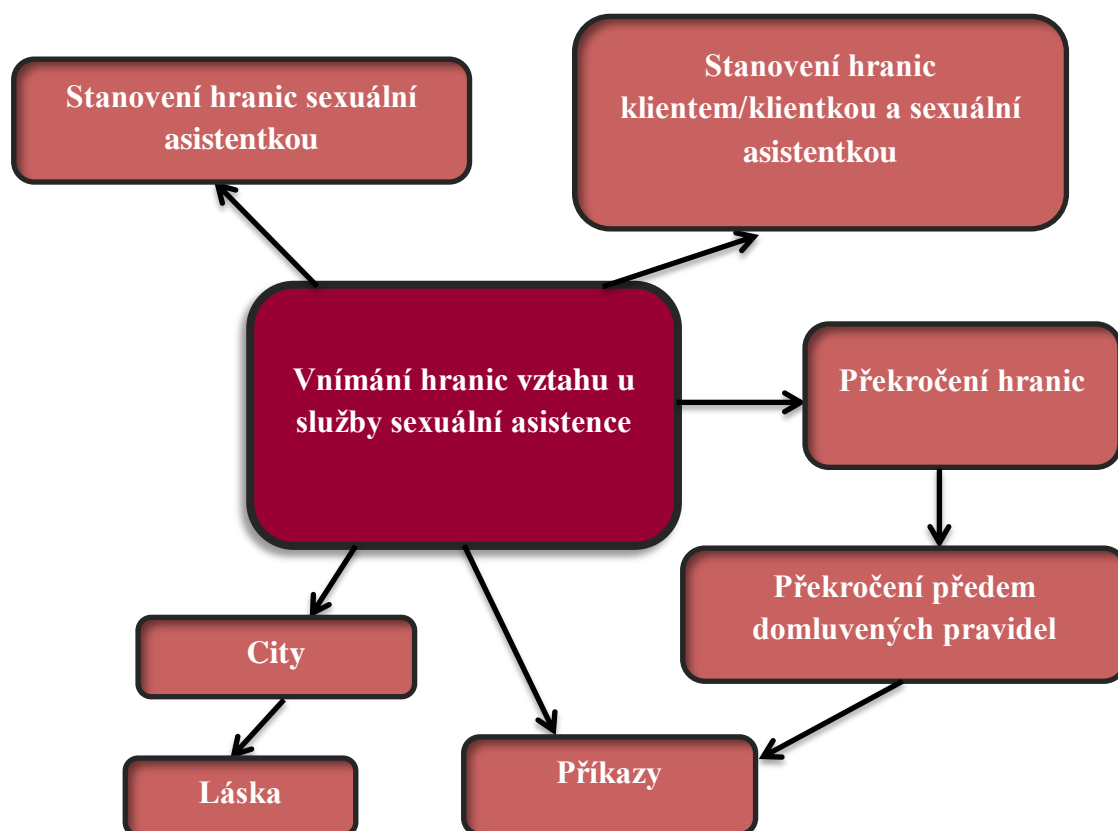 Stanovení hranic sexuální
asistentkou
Stanovení hranic
klientem/klientkou a sexuální
asistentkou
Vnímání hranic vztahu u
služby sexuální asistence
Překročení hranic
Překročení předem
domluvených pravidel
City
Příkazy
Láska